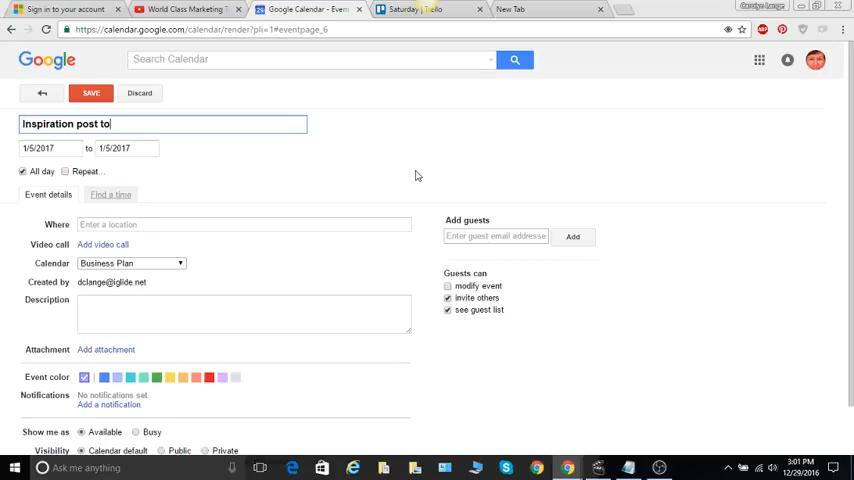 Sign in to your account
World Class Marketing T
Google Calendar - Even
Saturday | Trello
New Tab
Carolyn Lange
https://calendar.google.com/calendar/render?pli=1#eventpage_6
Google
Search Calendar
SAVE
Discard
Inspiration post to
1/5/2017 to 1/5/2017
All day Repeat...
Event details Find a time
Where Enter a location
Video call Add video call
Calendar Business Plan
Created by dclange@iglide.net
Description
Attachment Add attachment
Event color
Notifications No notifications set
Add a notification
Show me as Available Busy
Visibility Calendar default Public Private
Add guests
Enter guest email addresse Add
Guests can
modify event
invite others
see guest list
Ask me anything
3:01 PM
12/29/2016